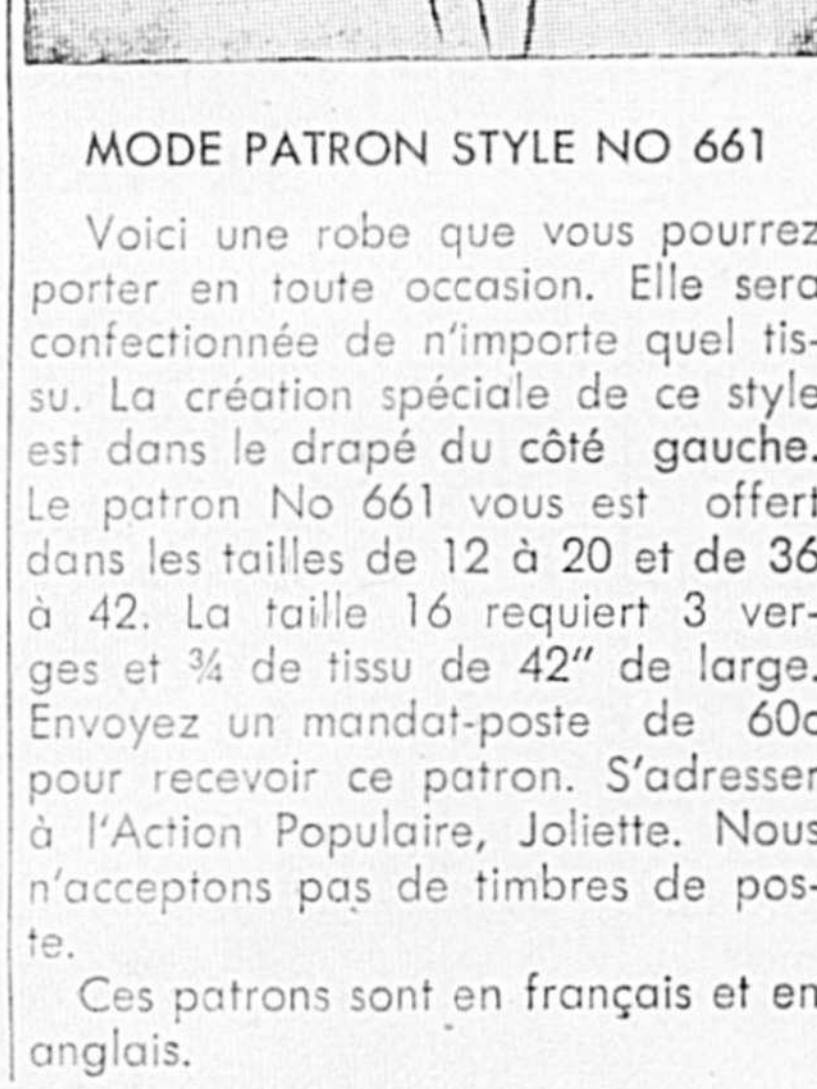 MODE PATRON STYLE NO 661
Voici une robe que vous pourrez
porter en toute occasion. Elle sera
confectionnée de n'importe quel tis-
su. La création spéciale de ce style
est dans le drapé du côté gauche.
Le patron No 661 vous est offert
dans les tailles de 12 à 20 et de 36
à 42. La taille 16 requiert 3 ver-
ges et ¾ de tissu de 42" de large.
Envoyez un mandat-poste de 60c
pour recevoir ce patron. S'adresser
à l'Action Populaire, Joliette. Nous
n'acceptons pas de timbres de pos-
te.
Ces patrons sont en français et en
anglais.